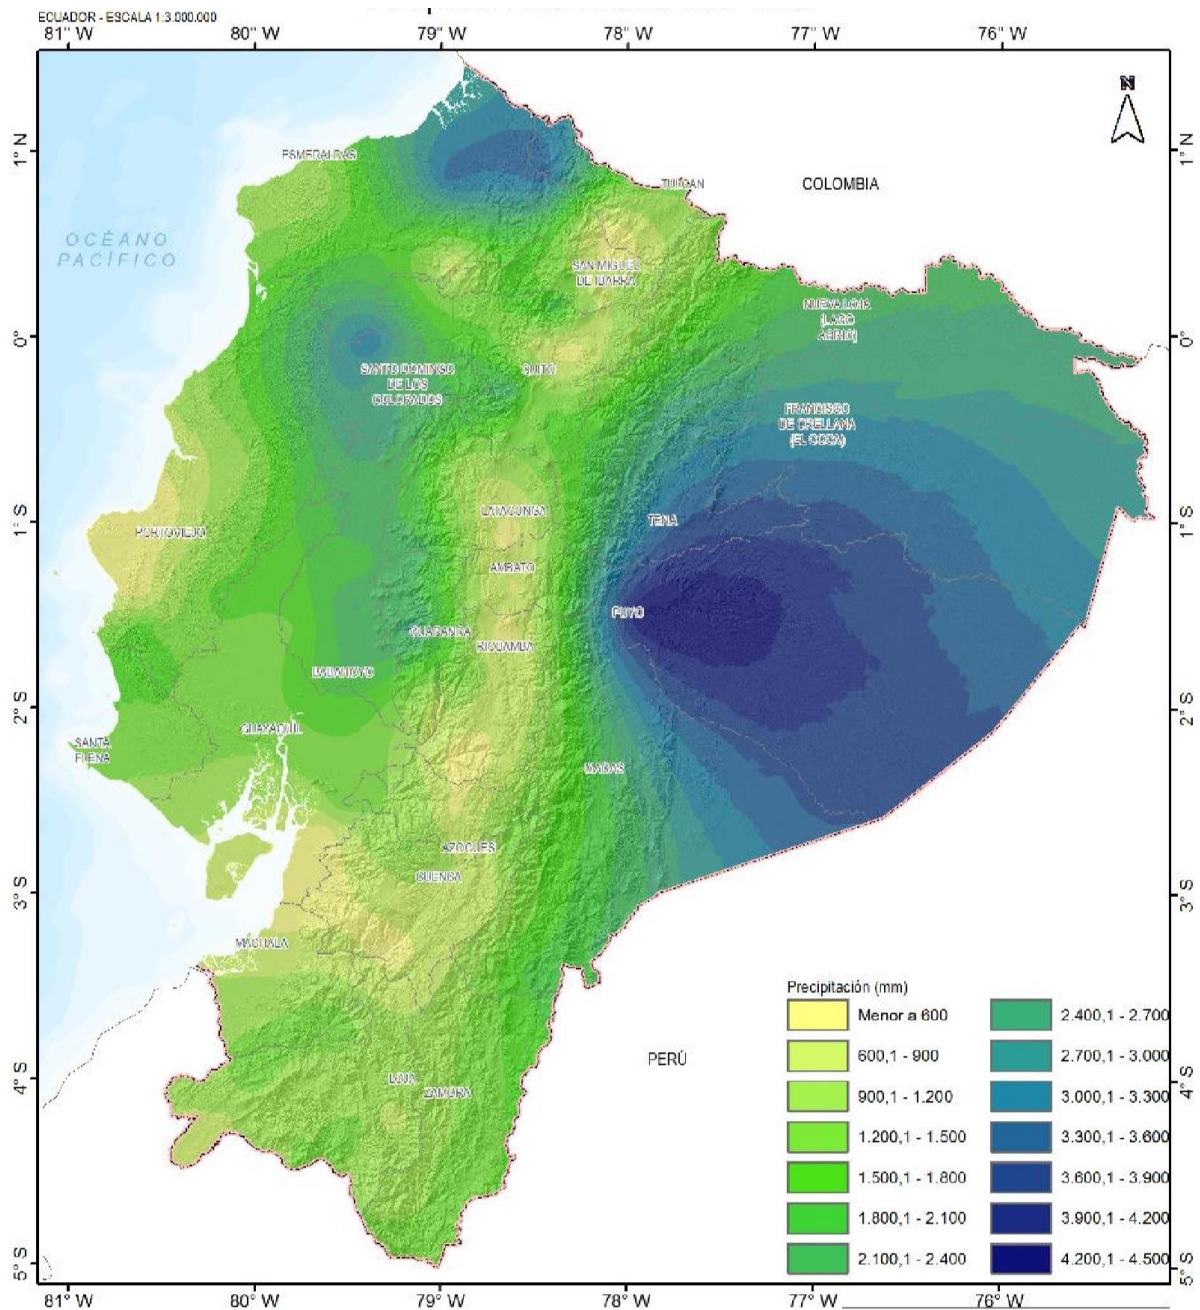 ECUADOR - ESCALA 1:3.000.000
81° W 80° W 79° W 78° W 77° W 76° W
N
1° N
1° N
COLOMBIA
ESMERALDAS
TULCAN
OCÉANO
PACÍFICO
SAN MIGUEL
DE IBARRA
NUEVA LOJA
(LAGO
AGRIO)
0°
0°
QUITO
SANTO DOMINGO
DE LOS
COLORADOS
FRANCISCO
DE ORELLANA
(EL COCA)
LATACUNGA
1° S
1° S
TENA
PORTOVIEJO
AMBATO
PUYO
GUARANDA
RIOBAMBA
BABAHOYO
2° S
2° S
GUAYAQUIL
SANTA
ELENA
MACAS
AZOGUES
CUENCA
3° S
3° S
MACHALA
PERÚ
LOJA
4° S
4° S
ZAMORA
5° S
5° S
Precipitación (mm)
Menor a 600
600,1 - 900
900,1 - 1.200
1.200,1 - 1.500
1.500,1 - 1.800
1.800,1 - 2.100
2.100,1 - 2.400
2.400,1 - 2.700
2.700,1 - 3.000
3.000,1 - 3.300
3.300,1 - 3.600
3.600,1 - 3.900
3.900,1 - 4.200
4.200,1 - 4.500
81° W 80° W 79° W 78° W 77° W 76° W